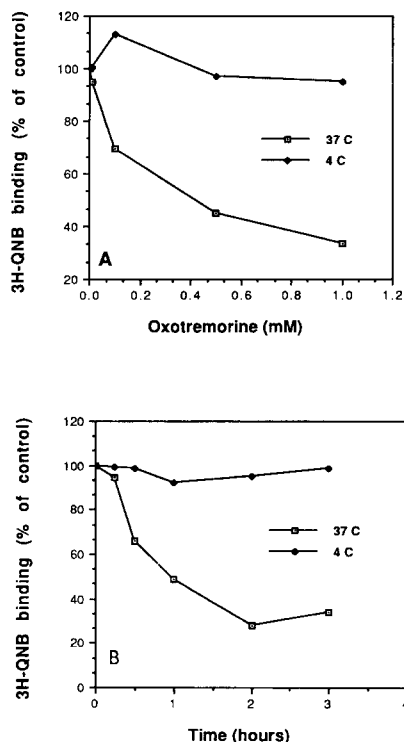 120
100
80
60
40
20
3H-QNB binding (% of control)
37 C
4 C
A
0.0
0.2
0.4
0.6
0.8
1.0
1.2
Oxotremorine (mM)
120
100
80
60
40
20
0
3H-QNB binding (% of control)
37 C
4 C
B
0
1
2
3
4
Time (hours)